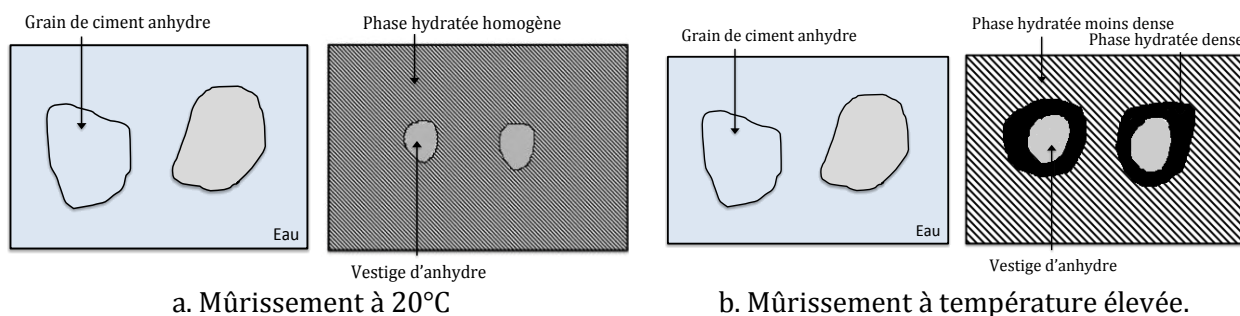 Grain de ciment anhydre
Phase hydratée homogène
Eau
Vestige d'anhydre
a. Mûrissement à 20°C
Phase hydratée moins dense
Grain de ciment anhydre
Phase hydratée dense
Eau
Vestige d'anhydre
b. Mûrissement à température élevée.